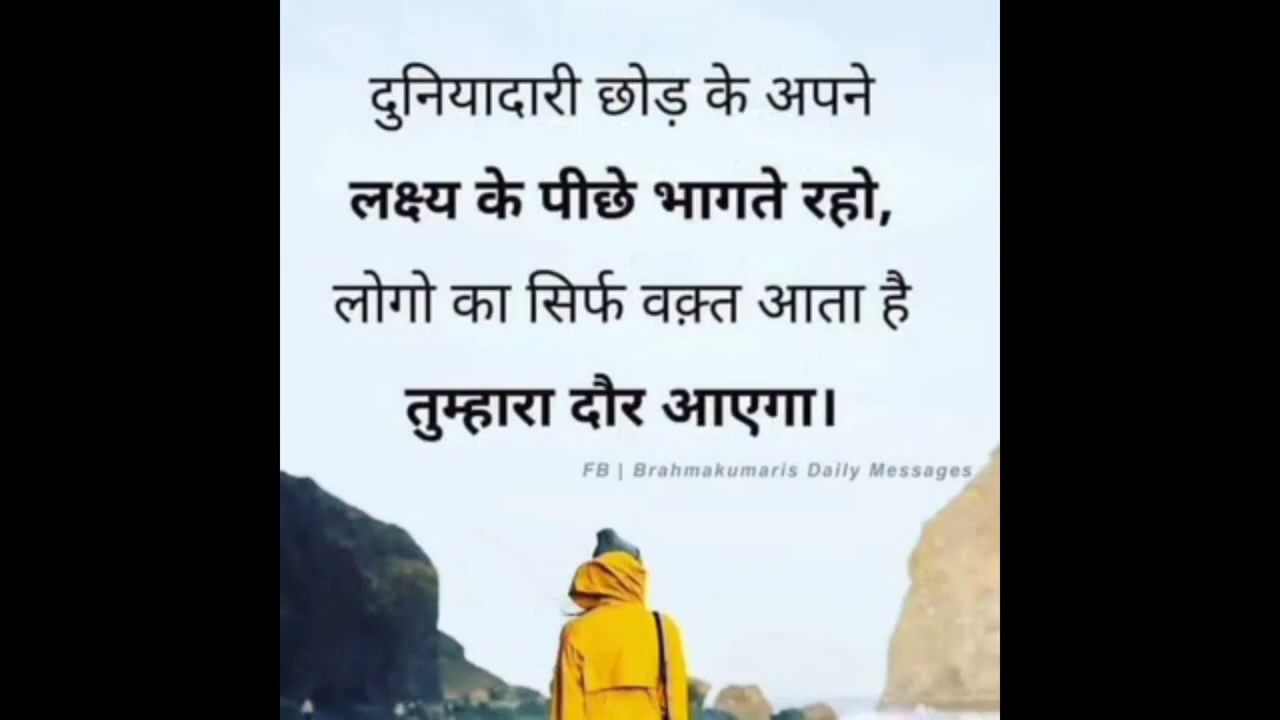 दुनियादारी छोड़ के अपने
लक्ष्य के पीछे भागते रहो,
लोगो का सिर्फ वक़्त आता है
तुम्हारा दौर आएगा।
FB | Brahmakumaris Daily Messages